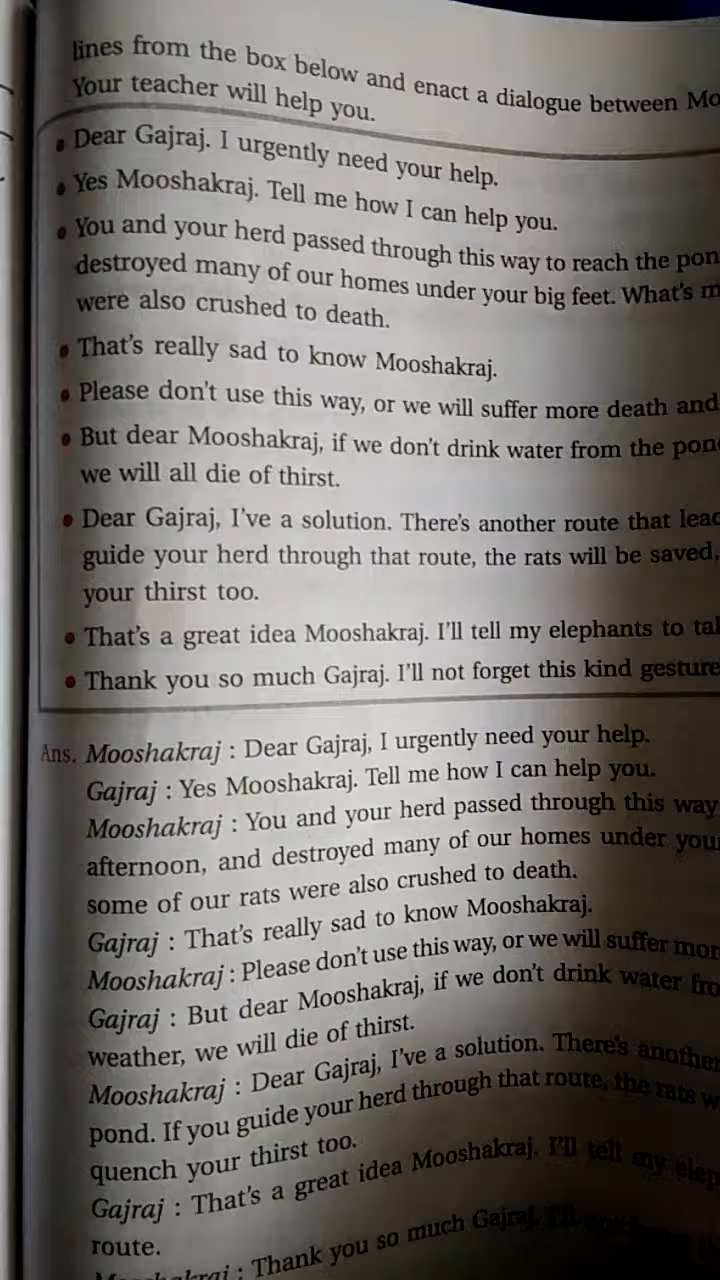 lines from the box below and enact a dialogue between
Your teacher will help you.
• Dear Gajraj. I urgently need your help.
• Yes Mooshakraj. Tell me how I can help you.
• You and your herd passed through this way to reach the
destroyed many of our homes under your big feet. What's
were also crushed to death.
• That's really sad to know Mooshakraj.
• Please don't use this way, or we will suffer more death and
• But dear Mooshakraj, if we don't drink water from the
we will all die of thirst.
• Dear Gajraj, I've a solution. There's another route that
guide your herd through that route, the rats will be saved,
your thirst too.
• That's a great idea Mooshakraj. I'll tell my elephants to
• Thank you so much Gajraj. I'll not forget this kind gesture
Ans. Mooshakraj : Dear Gajraj, I urgently need your help.
Gajraj : Yes Mooshakraj. Tell me how I can help you.
Mooshakraj : You and your herd passed through this way
afternoon, and destroyed many of our homes under
some of our rats were also crushed to death.
Gajraj : That's really sad to know Mooshakraj.
Mooshakraj : Please don't use this way, or we will suffer
Gajraj : But dear Mooshakraj, if we don't drink water
weather, we will die of thirst.
Mooshakraj : Dear Gajraj, I've a solution. There's another
pond. If you guide your herd through that route, the rats
quench your thirst too.
Gajraj : That's a great idea Mooshakraj. I'll tell my
route.
: Thank you so much Gajraj.